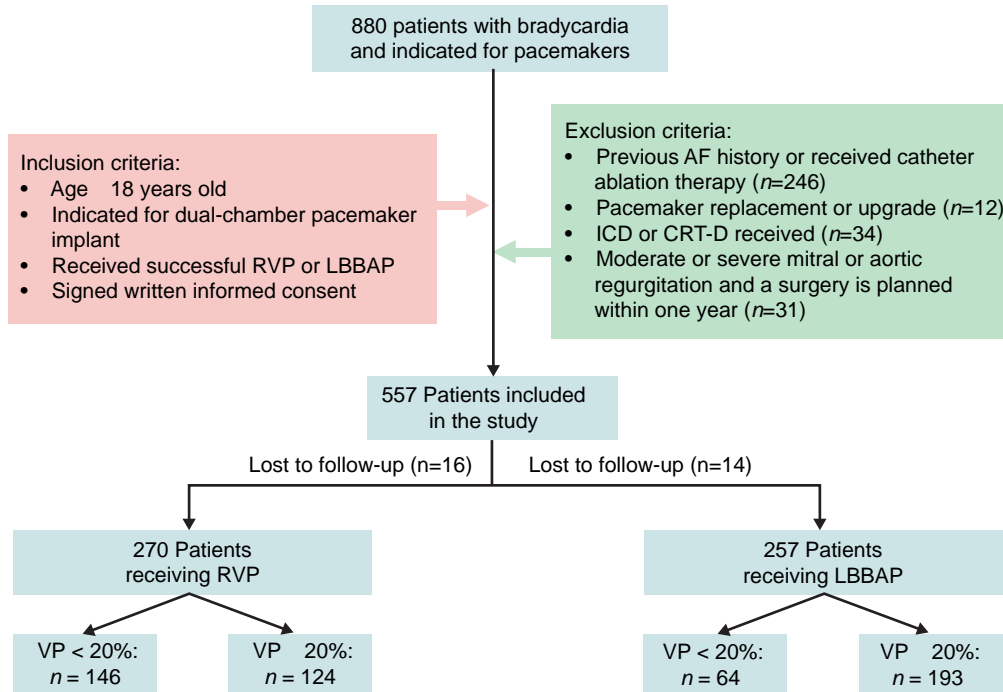 880 patients with bradycardia
and indicated for pacemakers
Inclusion criteria:
• Age 18 years old
• Indicated for dual-chamber pacemaker
implant
• Received successful RVP or LBBAP
• Signed written informed consent
Exclusion criteria:
• Previous AF history or received catheter
ablation therapy (n=246)
• Pacemaker replacement or upgrade (n=12)
• ICD or CRT-D received (n=34)
• Moderate or severe mitral or aortic
regurgitation and a surgery is planned
within one year (n=31)
557 Patients included
in the study
Lost to follow-up (n=16)
Lost to follow-up (n=14)
270 Patients
receiving RVP
257 Patients
receiving LBBAP
VP < 20%:
n = 146
VP 20%:
n = 124
VP < 20%:
n = 64
VP 20%:
n = 193